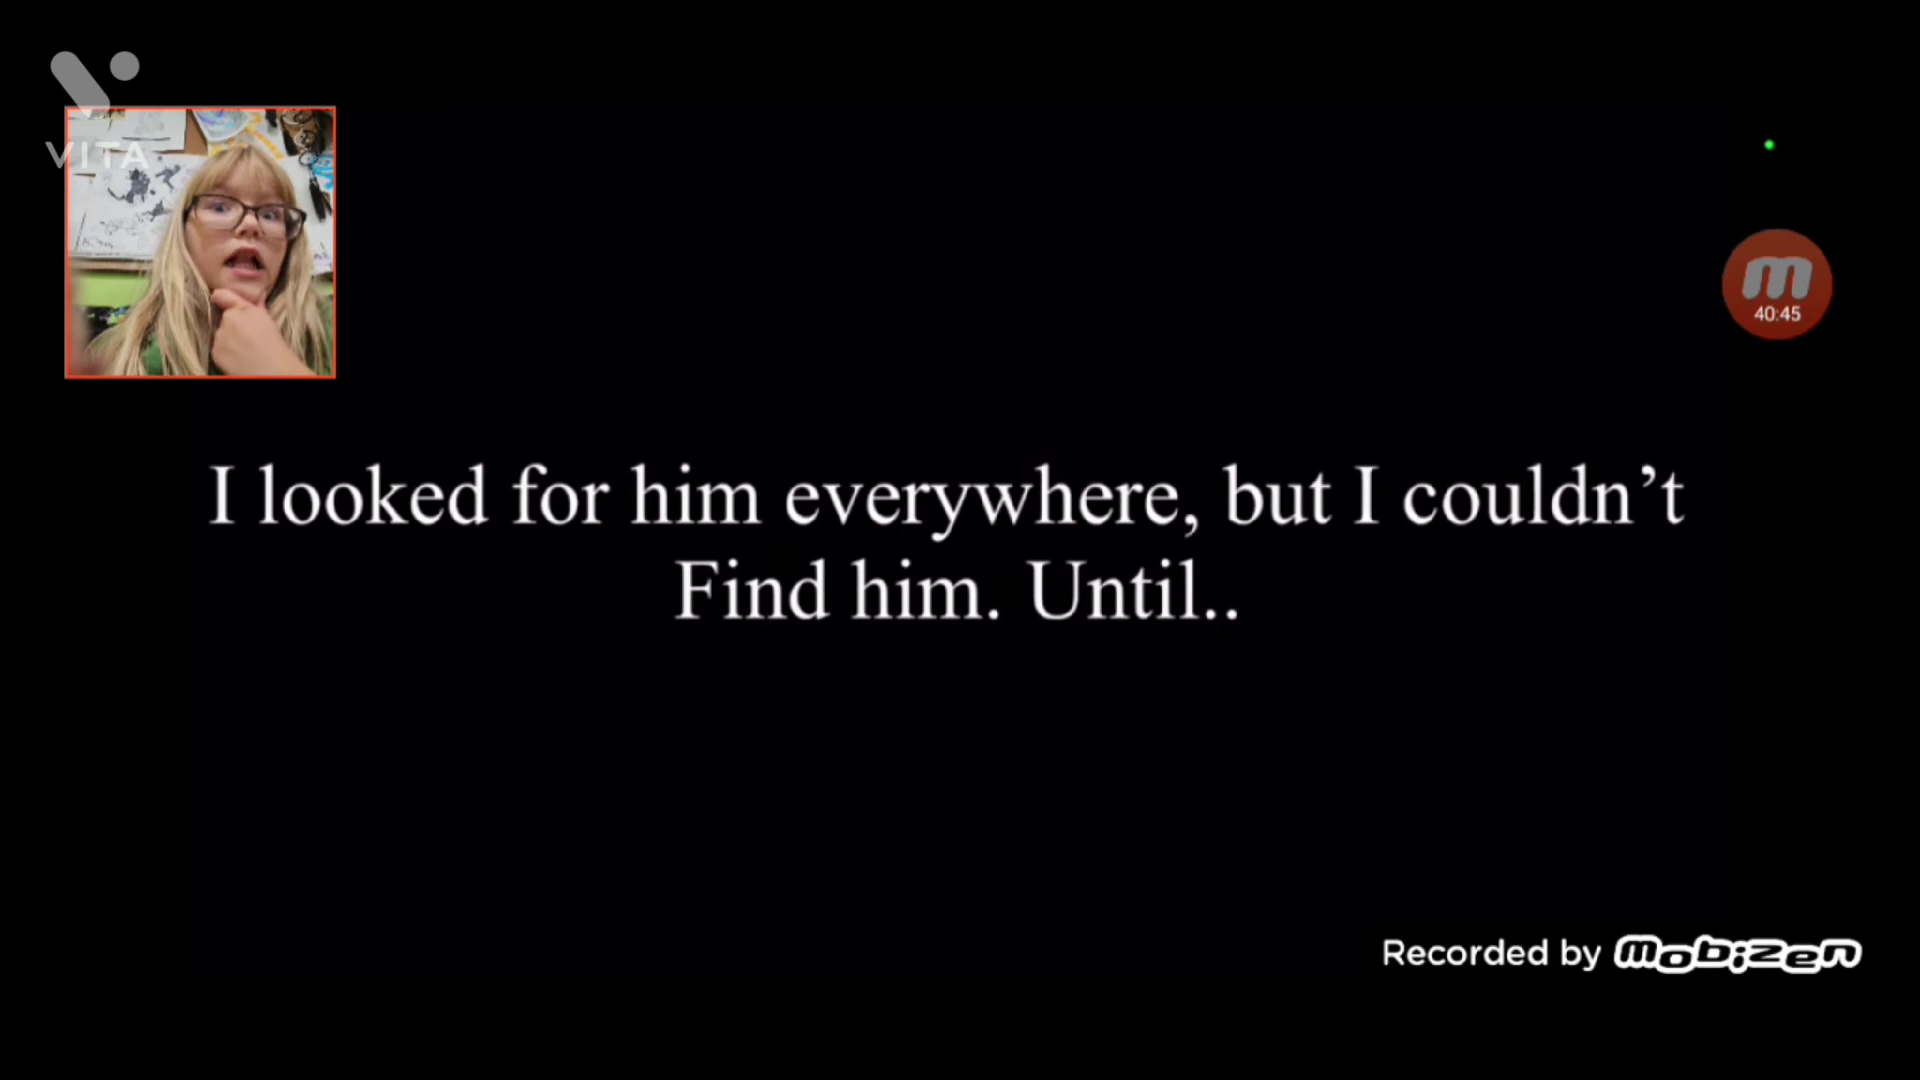 VITA
m
40:45
I looked for him everywhere, but I couldn’t
Find him. Until..
Recorded by mobizen